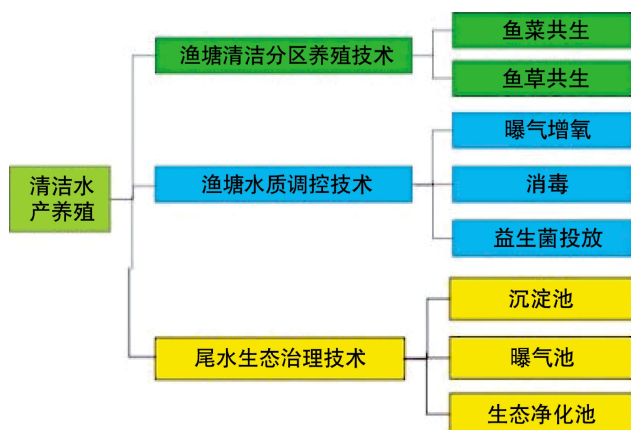 清洁水
产养殖
渔塘清洁分区养殖技术
鱼菜共生
鱼草共生
渔塘水质调控技术
曝气增氧
消毒
益生菌投放
尾水生态治理技术
沉淀池
曝气池
生态净化池